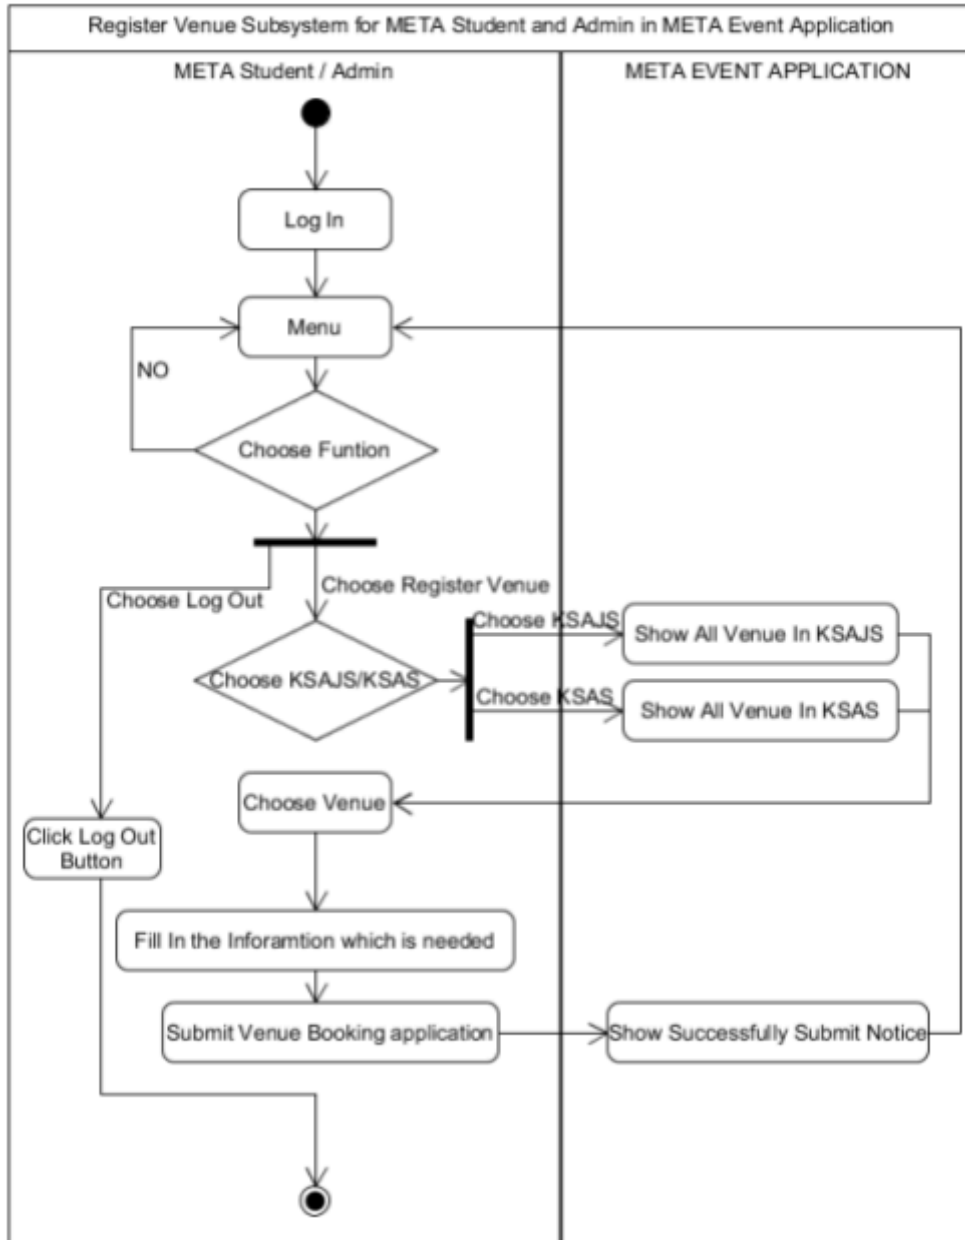 Register Venue Subsystem for META Student and Admin in META Event Application
META Student / Admin
META EVENT APPLICATION
Log In
Menu
NO
Choose Funtion
Choose Log Out
Choose Register Venue
Choose KSAJS/KSAS
Choose KSAJS
Show All Venue In KSAJS
Choose KSAS
Show All Venue In KSAS
Choose Venue
Click Log Out
Button
Fill In the Inforamtion which is needed
Submit Venue Booking application
Show Successfully Submit Notice